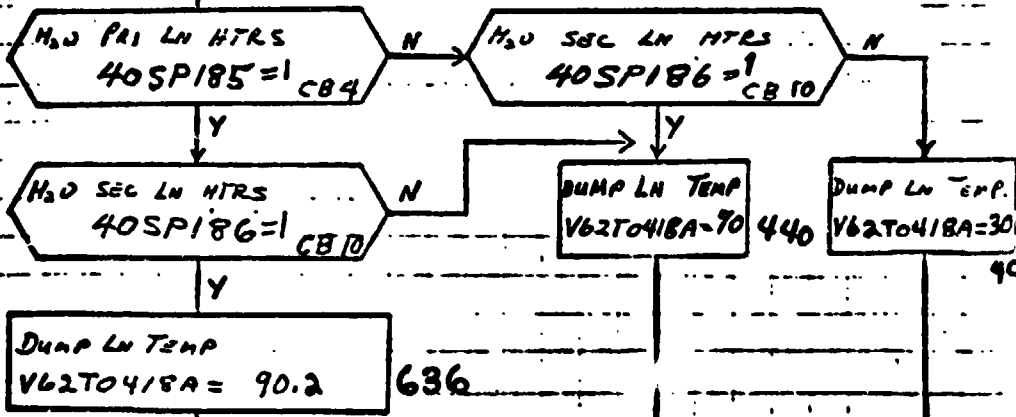 H2O PRI LN HTRS
40SP185=1
CB4
N
H2O SEC LN HTRS
40SP186=1
CB10
N
Y
Y
H2O SEC LN HTRS
40SP186=1
CB10
N
DUMP LN TEMP
V62T0418A=90
440
DUMP LN TEMP.
V62T0418A=30
Y
DUMP LN TEMP
V62T0418A= 90.2
636